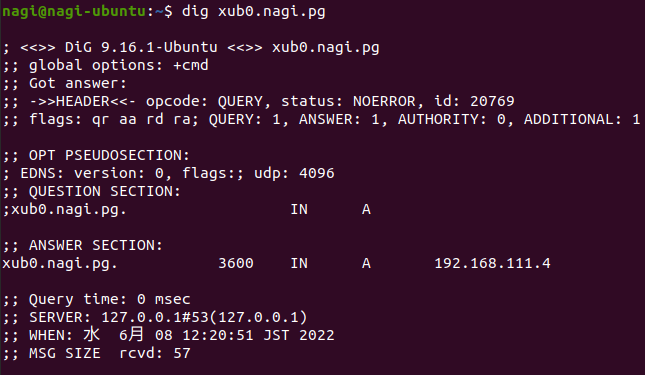 nagi@nagi-ubuntu:~$ dig xub0.nagi.pg
; <<>> DiG 9.16.1-Ubuntu <<>> xub0.nagi.pg
;; global options: +cmd
;; Got answer:
;; ->>HEADER<<- opcode: QUERY, status: NOERROR, id: 20769
;; flags: qr aa rd ra; QUERY: 1, ANSWER: 1, AUTHORITY: 0, ADDITIONAL: 1
;; OPT PSEUDOSECTION:
; EDNS: version: 0, flags:; udp: 4096
;; QUESTION SECTION:
;xub0.nagi.pg. IN A
;; ANSWER SECTION:
xub0.nagi.pg. 3600 IN A 192.168.111.4
;; Query time: 0 msec
;; SERVER: 127.0.0.1#53(127.0.0.1)
;; WHEN: 水 6月 08 12:20:51 JST 2022
;; MSG SIZE rcvd: 57